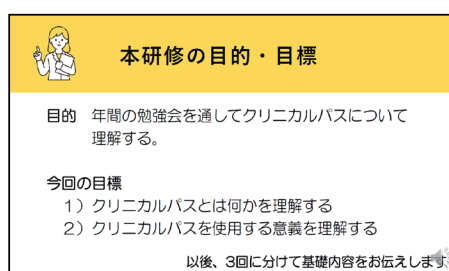 本研修の目的・目標
目的 年間の勉強会を通してクリニカルパスについて
理解する。
今回の目標
1）クリニカルパスとは何かを理解する
2）クリニカルパスを使用する意義を理解する
以後、3回に分けて基礎内容をお伝えします